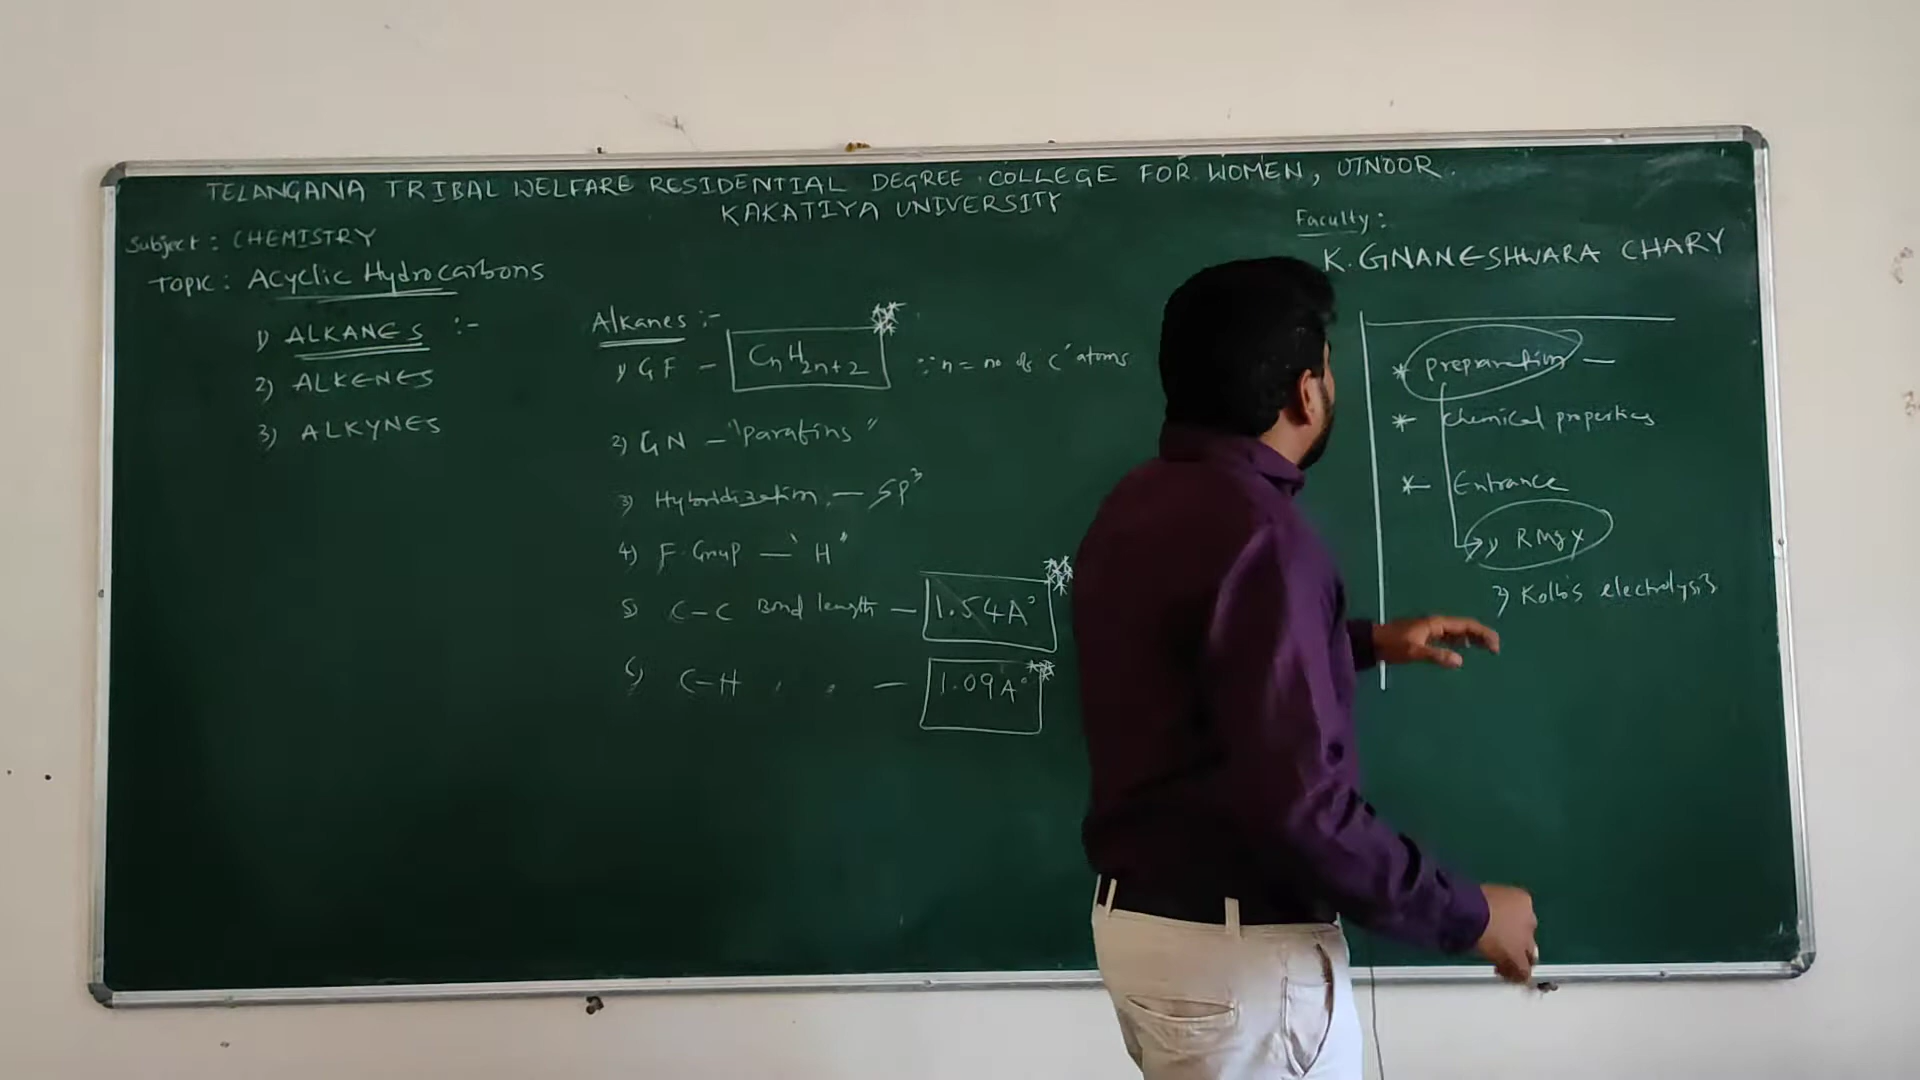 TELANGANA TRIBAL WELFARE RESIDENTIAL DEGREE COLLEGE FOR WOMEN, UTNOOR.
KAKATIYA UNIVERSITY
Subject : CHEMISTRY
Topic : Acyclic Hydrocarbons
1) ALKANES :-
2) ALKENES
3) ALKYNES
Alkanes :-
1) GF - CnH2n+2 ∵ n = no of 'C' atoms
2) GN - "Parafins"
3) Hybridization - SP³
4) F. Group - "H"
5) C-C Bond length - 1.54A°
6) C-H " " - 1.09A°
Faculty :
K. GNANESHWARA CHARY
* preparation -
* Chemical properties
* Entrance
1) RMgX
2) Kolbs electrolysis